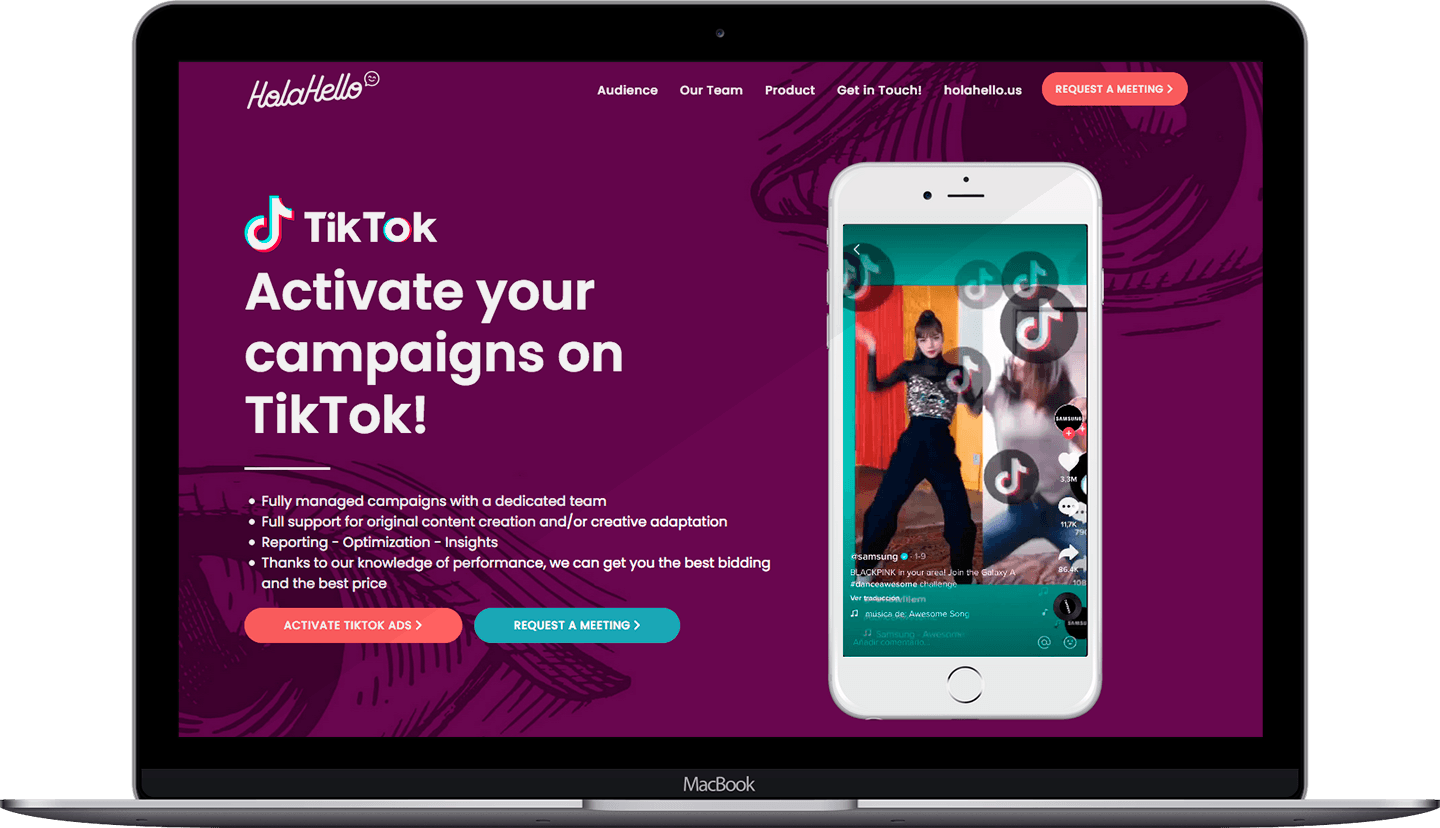 HolaHello
Audience
Our Team
Product
Get in Touch!
holahello.us
REQUEST A MEETING >
TikTok
Activate your
campaigns on
TikTok!
Fully managed campaigns with a dedicated team
Full support for original content creation and/or creative adaptation
Reporting - Optimization - Insights
Thanks to our knowledge of performance, we can get you the best bidding
and the best price
ACTIVATE TIKTOK ADS >
REQUEST A MEETING >
SAMSUNG
3,3M
11,7K
86.4K
@samsung · 1-9
BLACKPINK in your area! Join the Galaxy A
#danceawesome challenge
Ver traducción
música de: Awesome Song
Samsung - Awesome
Añadir comentario...
MacBook